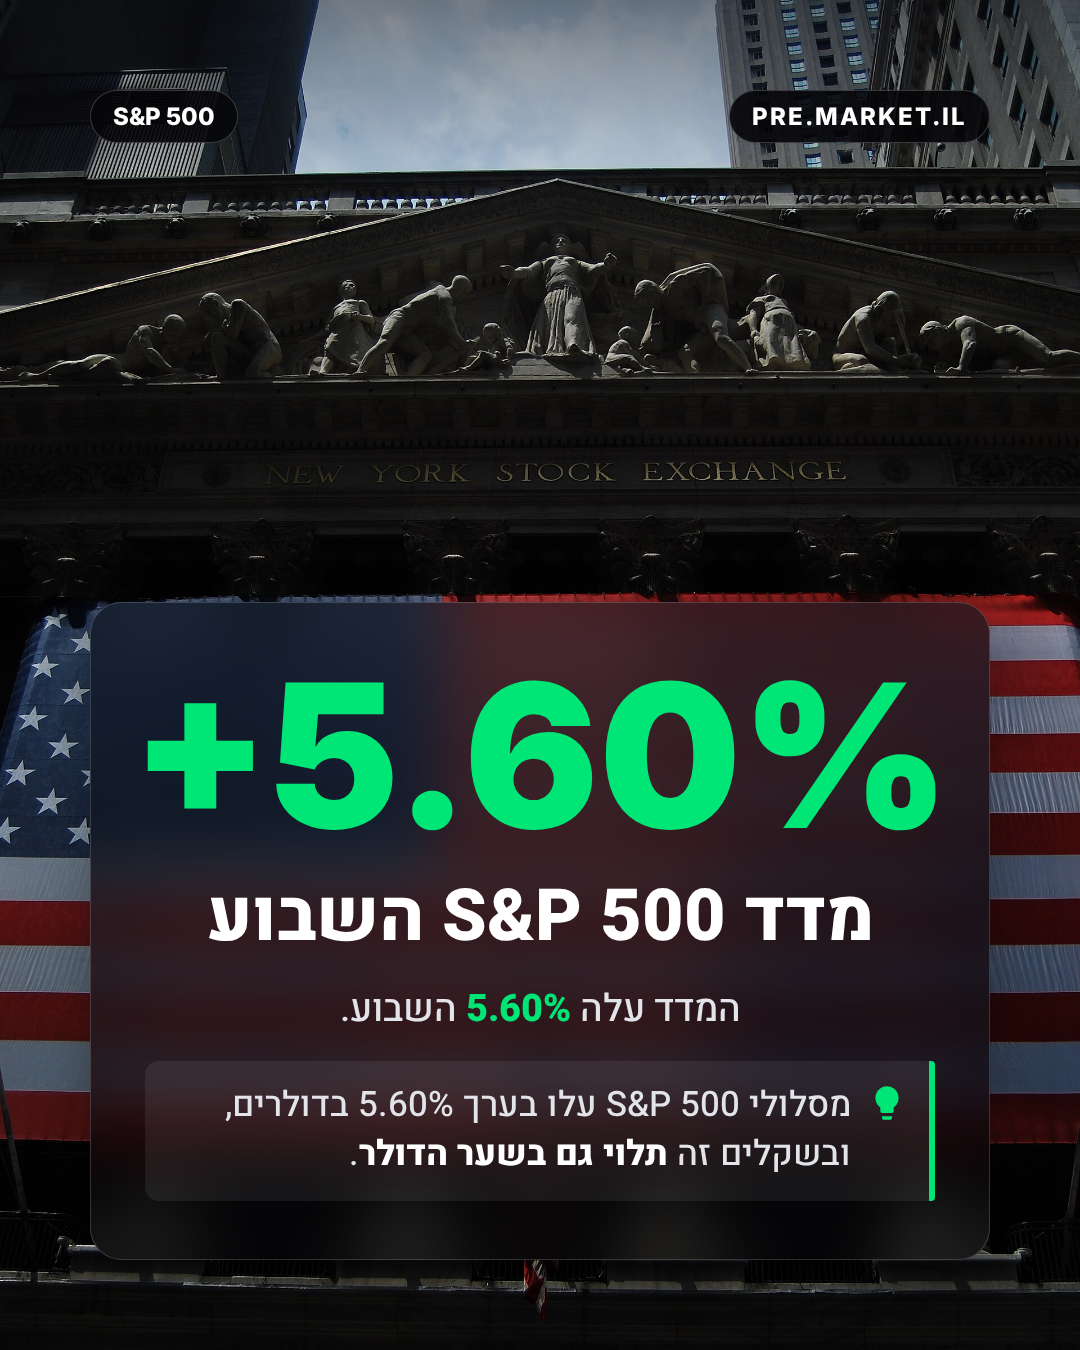 S&P 500
PRE.MARKET.IL
NEW YORK STOCK EXCHANGE
+5.60%
מדד S&P 500 השבוע
המדד עלה 5.60% השבוע.
מסלולי S&P 500 עלו בערך 5.60% בדולרים,
ובשקלים זה תלוי גם בשער הדולר.